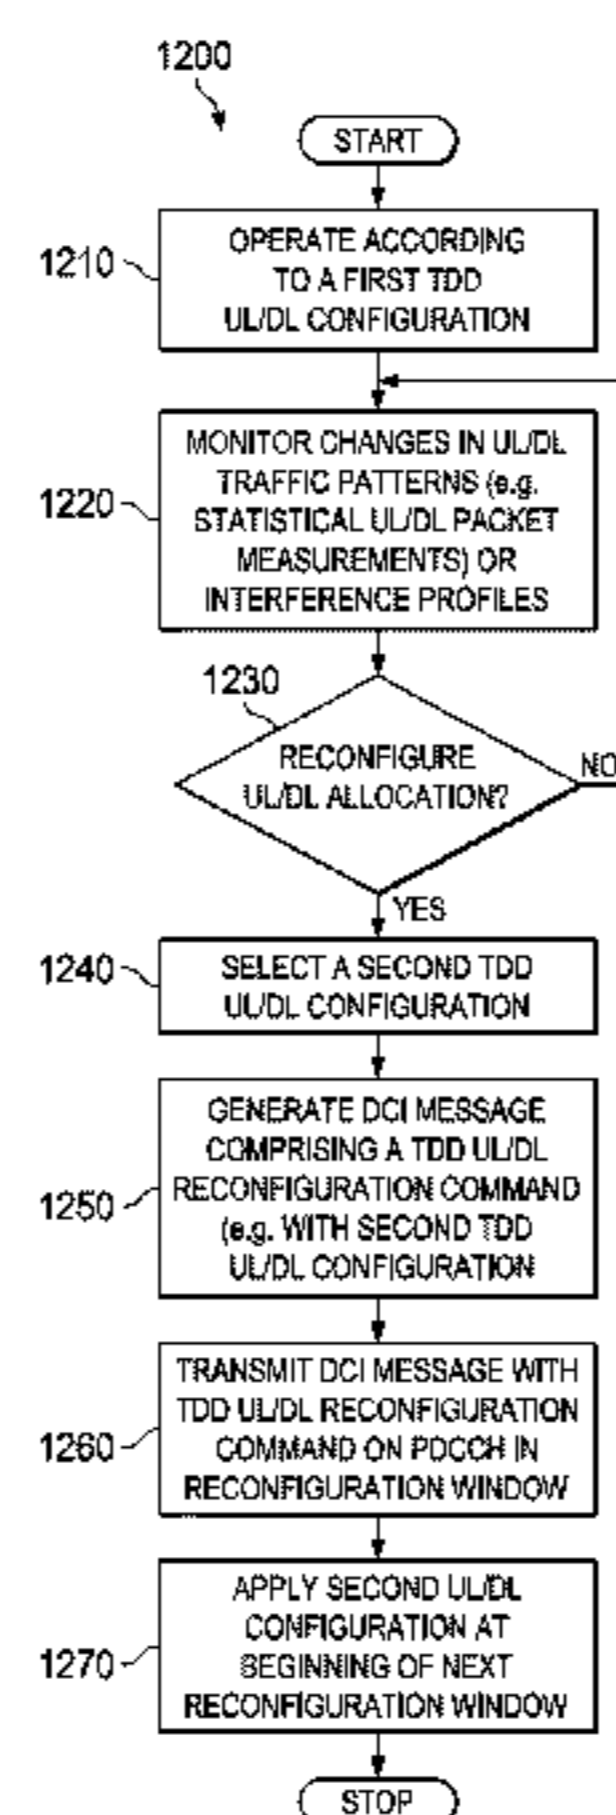 1200
START
1210
OPERATE ACCORDING
TO A FIRST TDD
UL/DL CONFIGURATION
1220
MONITOR CHANGES IN UL/DL
TRAFFIC PATTERNS (e.g.
STATISTICAL UL/DL PACKET
MEASUREMENTS) OR
INTERFERENCE PROFILES
1230
RECONFIGURE
UL/DL ALLOCATION?
NO
YES
1240
SELECT A SECOND TDD
UL/DL CONFIGURATION
1250
GENERATE DCI MESSAGE
COMPRISING A TDD UL/DL
RECONFIGURATION COMMAND
(e.g. WITH SECOND TDD
UL/DL CONFIGURATION
1260
TRANSMIT DCI MESSAGE WITH
TDD UL/DL RECONFIGURATION
COMMAND ON PDCCH IN
RECONFIGURATION WINDOW
1270
APPLY SECOND UL/DL
CONFIGURATION AT
BEGINNING OF NEXT
RECONFIGURATION WINDOW
STOP